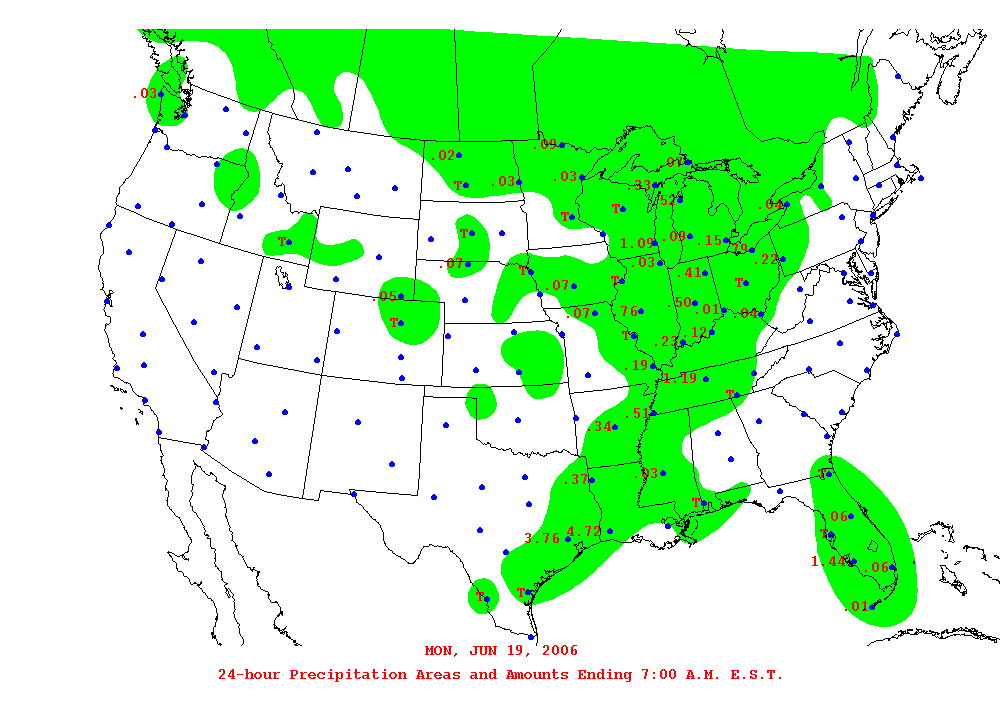 .03
.09
.02
.07
T .03 .03 .33
.52
T T .04
T
T 1.09 .09 .15 .19
.07 .03 .22
T .41
T T
.07
.05 .50 .01
.07 .76 .04
T .12
T .23
.19
1.19
T
.51
.34
.37 .93 T
T
.06
3.76 4.72 T
1.44 .06
T T
.01
MON, JUN 19, 2006
24-hour Precipitation Areas and Amounts Ending 7:00 A.M. E.S.T.